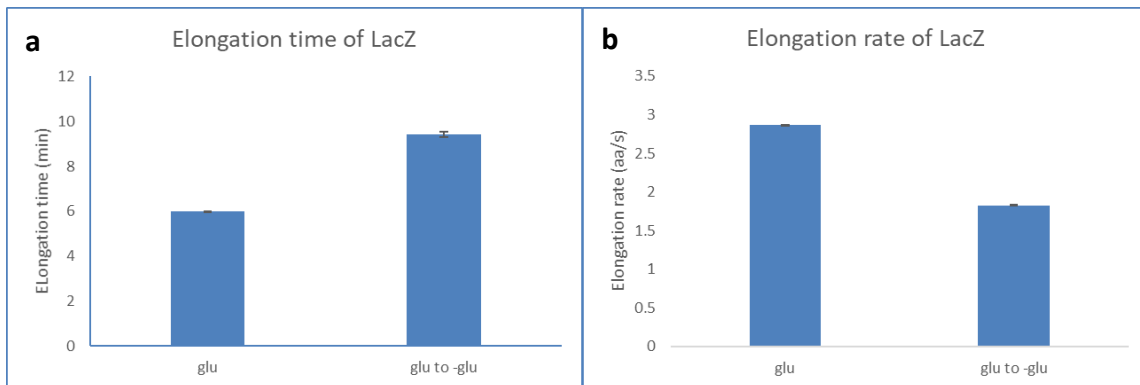 a
Elongation time of LacZ
ELongation time (min)
12
10
8
6
4
2
0
glu
glu to -glu
b
Elongation rate of LacZ
Elongation rate (aa/s)
3.5
3
2.5
2
1.5
1
0.5
0
glu
glu to -glu